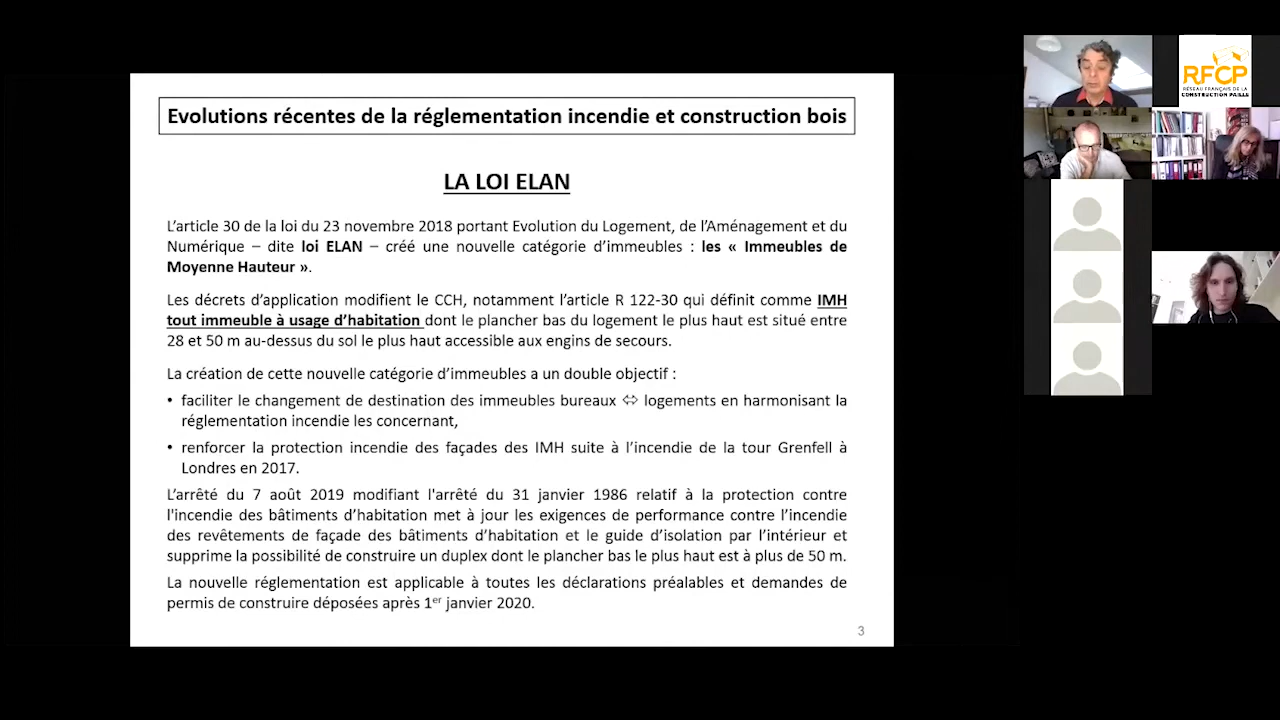 Evolutions récentes de la réglementation incendie et construction bois
LA LOI ELAN
L'article 30 de la loi du 23 novembre 2018 portant Evolution du Logement, de l'Aménagement et du
Numérique – dite loi ELAN – créé une nouvelle catégorie d'immeubles : les « Immeubles de
Moyenne Hauteur ».
Les décrets d'application modifient le CCH, notamment l'article R 122-30 qui définit comme IMH
tout immeuble à usage d'habitation dont le plancher bas du logement le plus haut est situé entre
28 et 50 m au-dessus du sol le plus haut accessible aux engins de secours.
La création de cette nouvelle catégorie d'immeubles a un double objectif :
• faciliter le changement de destination des immeubles bureaux ⇔ logements en harmonisant la
réglementation incendie les concernant,
• renforcer la protection incendie des façades des IMH suite à l'incendie de la tour Grenfell à
Londres en 2017.
L'arrêté du 7 août 2019 modifiant l'arrêté du 31 janvier 1986 relatif à la protection contre
l'incendie des bâtiments d'habitation met à jour les exigences de performance contre l'incendie
des revêtements de façade des bâtiments d'habitation et le guide d'isolation par l'intérieur et
supprime la possibilité de construire un duplex dont le plancher bas le plus haut est à plus de 50 m.
La nouvelle réglementation est applicable à toutes les déclarations préalables et demandes de
permis de construire déposées après 1er janvier 2020.
3
RFCP
RÉSEAU FRANÇAIS DE LA
CONSTRUCTION PAILLE